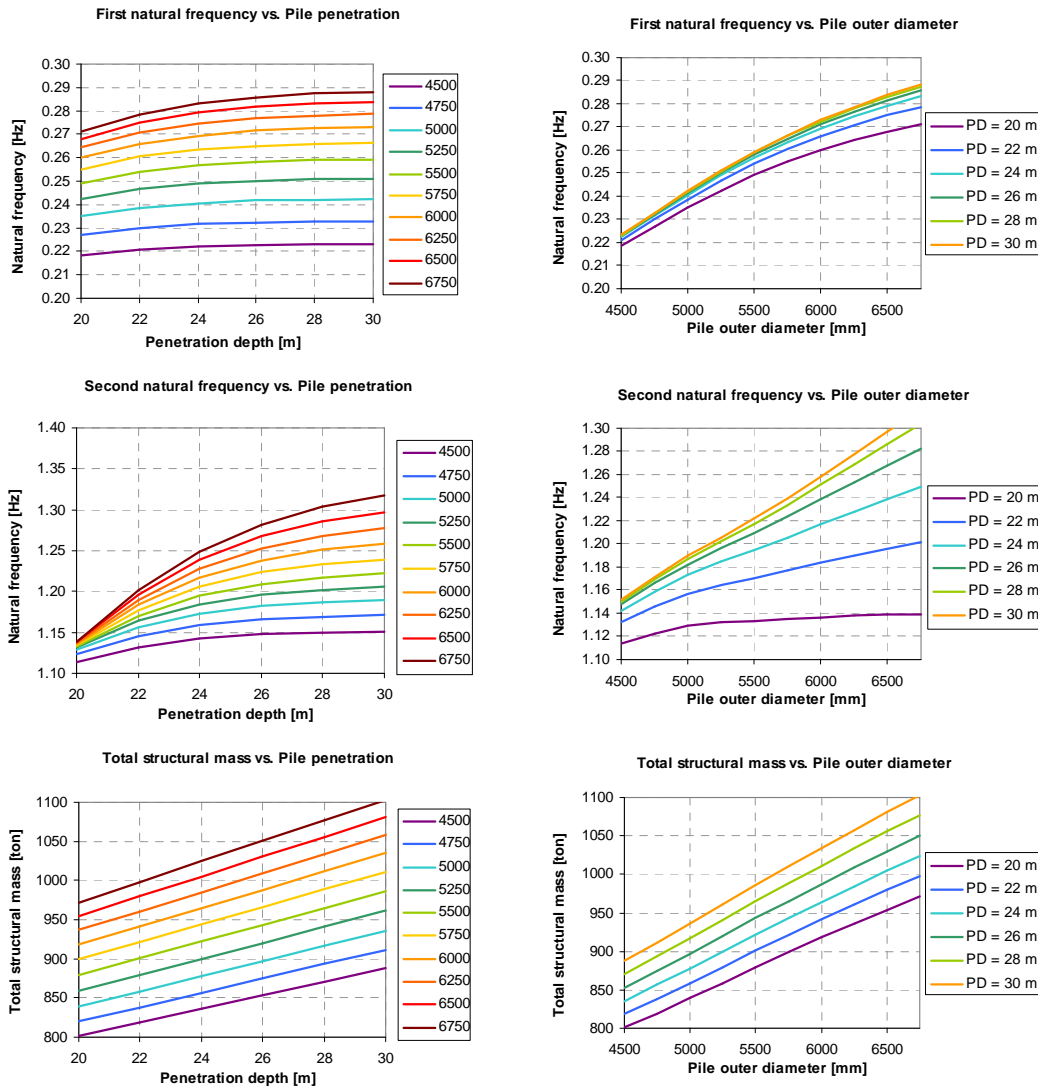 First natural frequency vs. Pile penetration
0.30
0.29
0.28
0.27
0.26
0.25
0.24
0.23
0.22
0.21
0.20
20 22 24 26 28 30
Natural frequency [Hz]
Penetration depth [m]
4500
4750
5000
5250
5500
5750
6000
6250
6500
6750
First natural frequency vs. Pile outer diameter
0.30
0.29
0.28
0.27
0.26
0.25
0.24
0.23
0.22
0.21
0.20
4500 5000 5500 6000 6500
Natural frequency [Hz]
Pile outer diameter [mm]
PD = 20 m
PD = 22 m
PD = 24 m
PD = 26 m
PD = 28 m
PD = 30 m
Second natural frequency vs. Pile penetration
1.40
1.35
1.30
1.25
1.20
1.15
1.10
20 22 24 26 28 30
Natural frequency [Hz]
Penetration depth [m]
4500
4750
5000
5250
5500
5750
6000
6250
6500
6750
Second natural frequency vs. Pile outer diameter
1.30
1.28
1.26
1.24
1.22
1.20
1.18
1.16
1.14
1.12
1.10
4500 5000 5500 6000 6500
Natural frequency [Hz]
Pile outer diameter [mm]
PD = 20 m
PD = 22 m
PD = 24 m
PD = 26 m
PD = 28 m
PD = 30 m
Total structural mass vs. Pile penetration
1100
1050
1000
950
900
850
800
20 22 24 26 28 30
Total structural mass [ton]
Penetration depth [m]
4500
4750
5000
5250
5500
5750
6000
6250
6500
6750
Total structural mass vs. Pile outer diameter
1100
1050
1000
950
900
850
800
4500 5000 5500 6000 6500
Total structural mass [ton]
Pile outer diameter [mm]
PD = 20 m
PD = 22 m
PD = 24 m
PD = 26 m
PD = 28 m
PD = 30 m